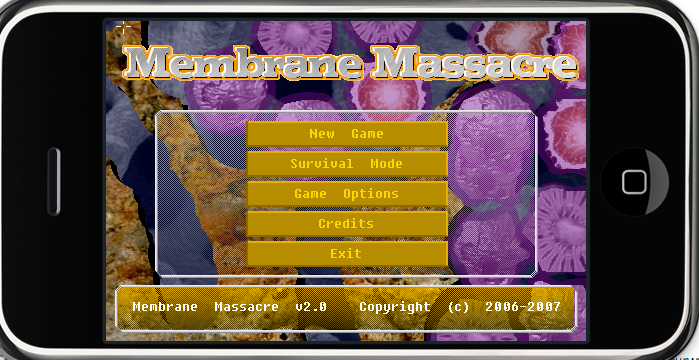 Membrane Massacre
New Game
Survival Mode
Game Options
Credits
Exit
Membrane Massacre v2.0 Copyright (c) 2006-2007